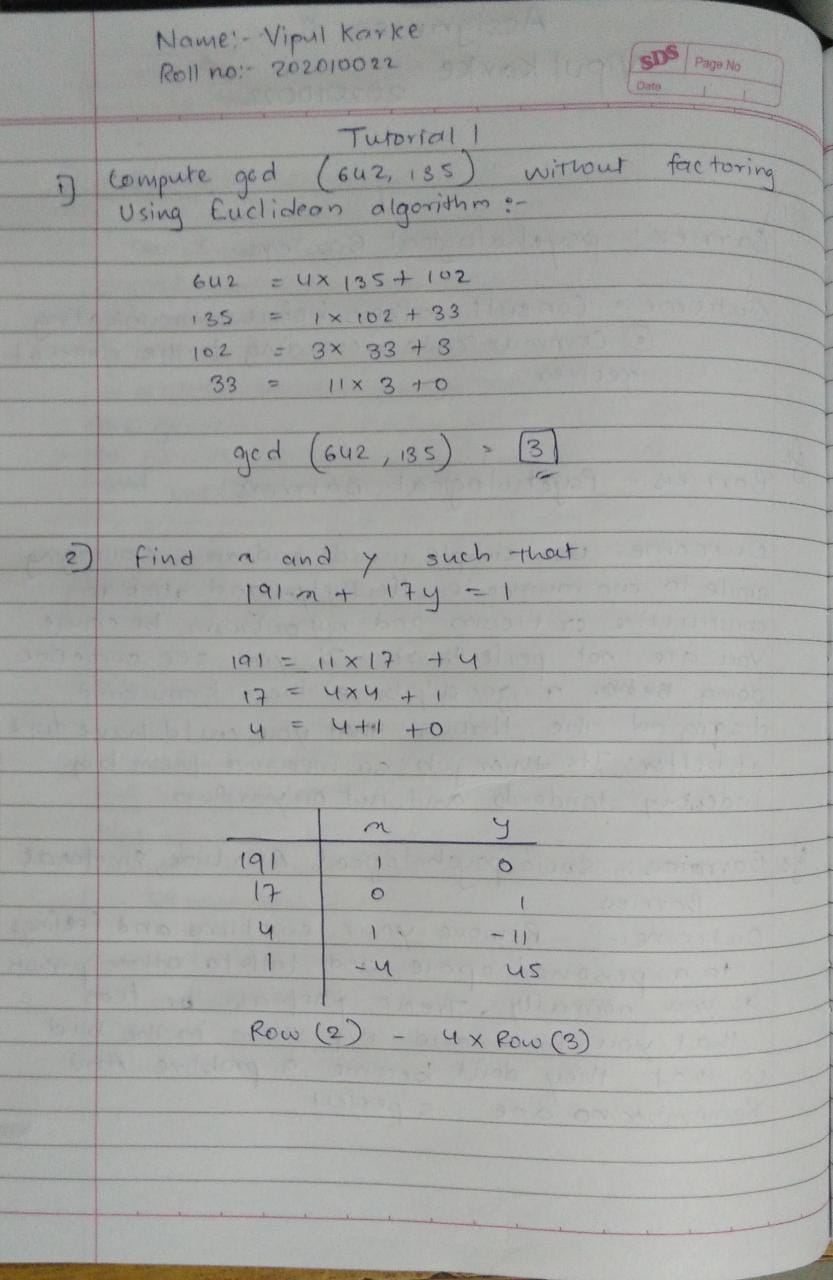 Name:- Vipul Karke
Roll no:- 202010022
SDS Page No
Date
Tutorial 1
1) Compute gcd (642, 135) without factoring
Using Euclidean algorithm :-
642 = 4 x 135 + 102
135 = 1 x 102 + 33
102 = 3 x 33 + 3
33 = 11 x 3 + 0
gcd (642, 135) = 3
2) find x and y such that
191x + 17y = 1
191 = 11 x 17 + 4
17 = 4 x 4 + 1
4 = 4 + 1 + 0
x y
191 1 0
17 0 1
4 1 -11
1 -4 45
Row (2) - 4 x Row (3)